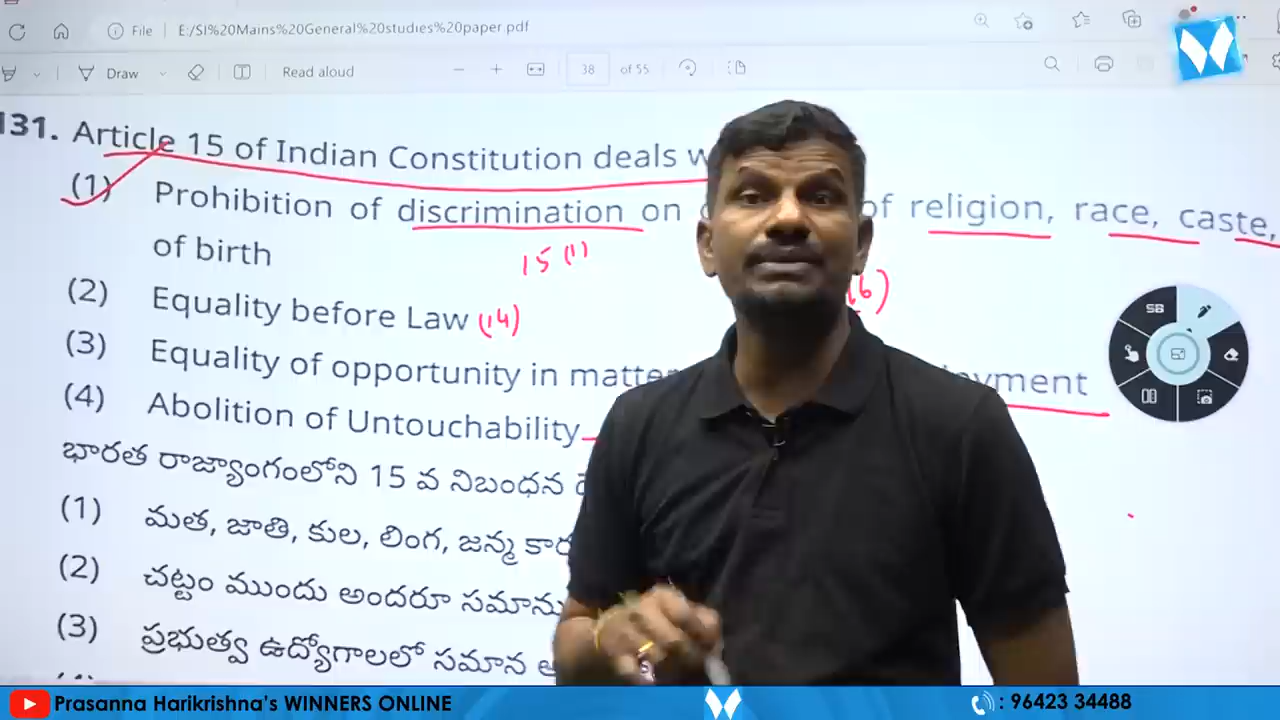 File | E:/SI%20Mains%20General%20studies%20paper.pdf
Draw
Read aloud
38 of 55
131. Article 15 of Indian Constitution deals
(1) Prohibition of discrimination on of religion, race, caste,
of birth
15 (1)
(2) Equality before Law (14)
(16)
(3) Equality of opportunity in matte
(4) Abolition of Untouchability
భారత రాజ్యాంగంలోని 15 వ నిబంధన
(1) మత, జాతి, కుల, లింగ, జన్మ
(2) చట్టం ముందు అందరూ
(3) ప్రభుత్వ ఉద్యోగాలలో సమాన
SB
Prasanna Harikrishna's WINNERS ONLINE
: 96423 34488